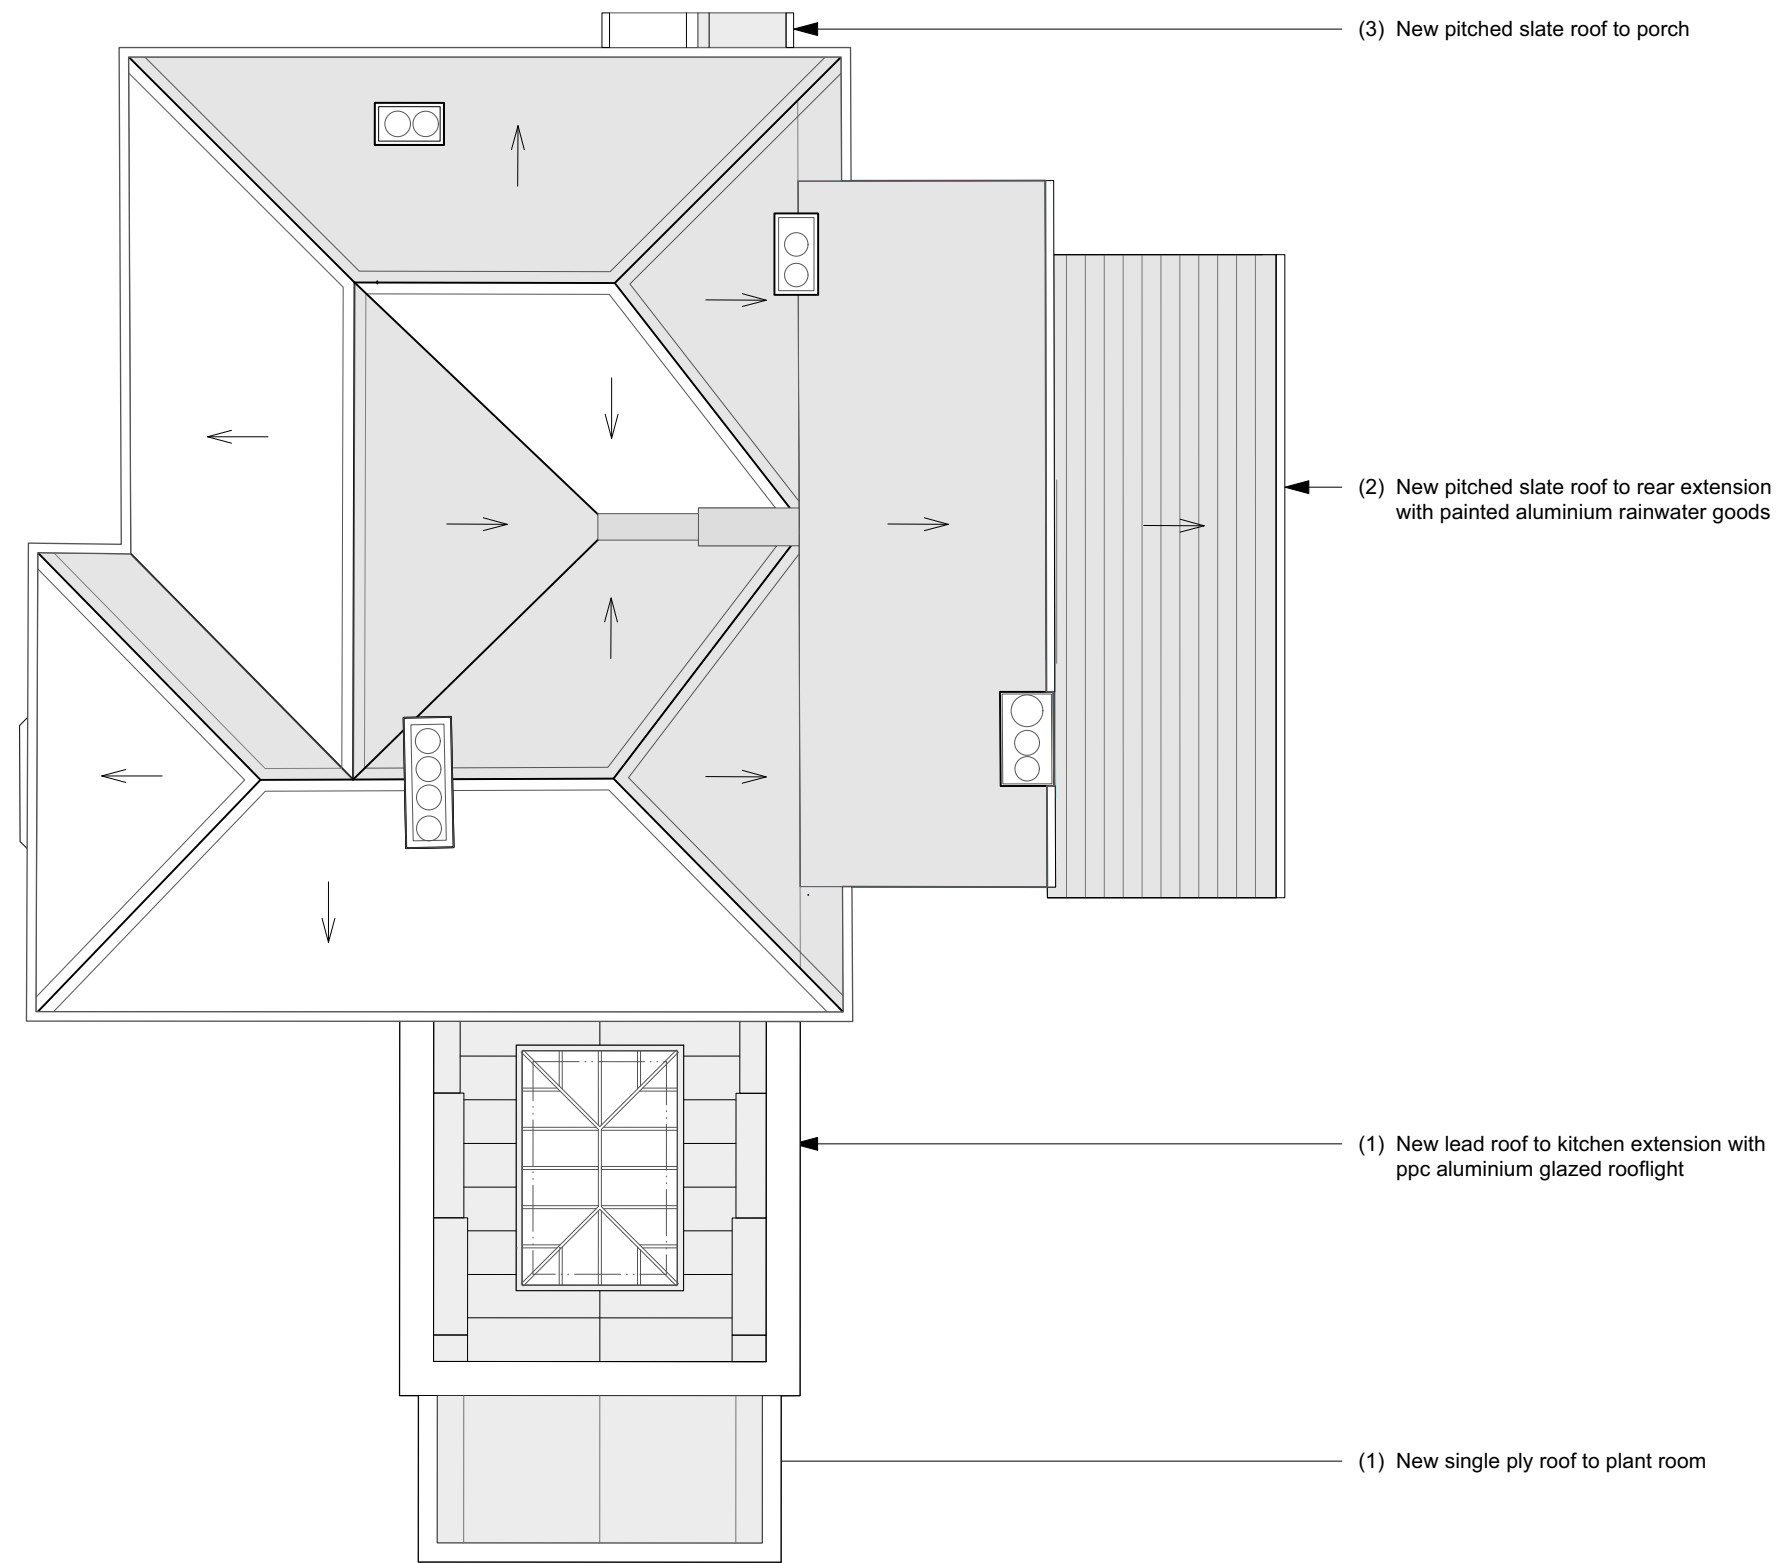 (3) New pitched slate roof to porch
(2) New pitched slate roof to rear extension
with painted aluminium rainwater goods
(1) New lead roof to kitchen extension with
ppc aluminium glazed rooflight
(1) New single ply roof to plant room